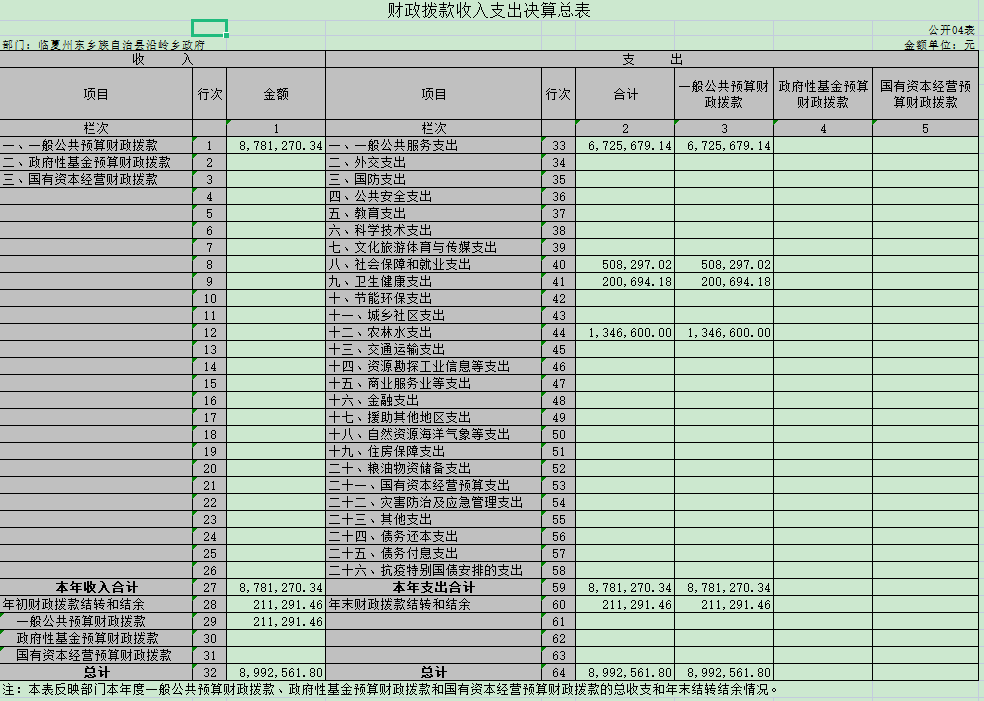 财政拨款收入支出决算总表
公开04表
部门：临夏州东乡族自治县沿岭乡政府 金额单位：元
收 入 支 出
项目 行次 金额 项目 行次 合计 一般公共预算财政拨款 政府性基金预算财政拨款 国有资本经营预算财政拨款
栏次 1 栏次 2 3 4 5
一、一般公共预算财政拨款 1 8,781,270.34 一、一般公共服务支出 33 6,725,679.14 6,725,679.14
二、政府性基金预算财政拨款 2 二、外交支出 34
三、国有资本经营财政拨款 3 三、国防支出 35
4 四、公共安全支出 36
5 五、教育支出 37
6 六、科学技术支出 38
7 七、文化旅游体育与传媒支出 39
8 八、社会保障和就业支出 40 508,297.02 508,297.02
9 九、卫生健康支出 41 200,694.18 200,694.18
10 十、节能环保支出 42
11 十一、城乡社区支出 43
12 十二、农林水支出 44 1,346,600.00 1,346,600.00
13 十三、交通运输支出 45
14 十四、资源勘探工业信息等支出 46
15 十五、商业服务业等支出 47
16 十六、金融支出 48
17 十七、援助其他地区支出 49
18 十八、自然资源海洋气象等支出 50
19 十九、住房保障支出 51
20 二十、粮油物资储备支出 52
21 二十一、国有资本经营预算支出 53
22 二十二、灾害防治及应急管理支出 54
23 二十三、其他支出 55
24 二十四、债务还本支出 56
25 二十五、债务付息支出 57
26 二十六、抗疫特别国债安排的支出 58
本年收入合计 27 8,781,270.34 本年支出合计 59 8,781,270.34 8,781,270.34
年初财政拨款结转和结余 28 211,291.46 年末财政拨款结转和结余 60 211,291.46 211,291.46
一般公共预算财政拨款 29 211,291.46 61
政府性基金预算财政拨款 30 62
国有资本经营预算财政拨款 31 63
总计 32 8,992,561.80 总计 64 8,992,561.80 8,992,561.80
注：本表反映部门本年度一般公共预算财政拨款、政府性基金预算财政拨款和国有资本经营预算财政拨款的总收支和年末结转结余情况。